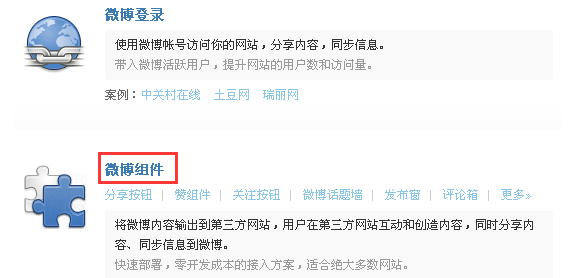 微博登录
使用微博帐号访问你的网站，分享内容，同步信息。
带入微博活跃用户，提升网站的用户数和访问量。
案例：中关村在线 土豆网 瑞丽网
微博组件
分享按钮 | 赞组件 | 关注按钮 | 微博话题墙 | 发布窗 | 评论箱 | 更多»
将微博内容输出到第三方网站，用户在第三方网站互动和创造内容，同时分享内
容、同步信息到微博。
快速部署，零开发成本的接入方案，适合绝大多数网站。